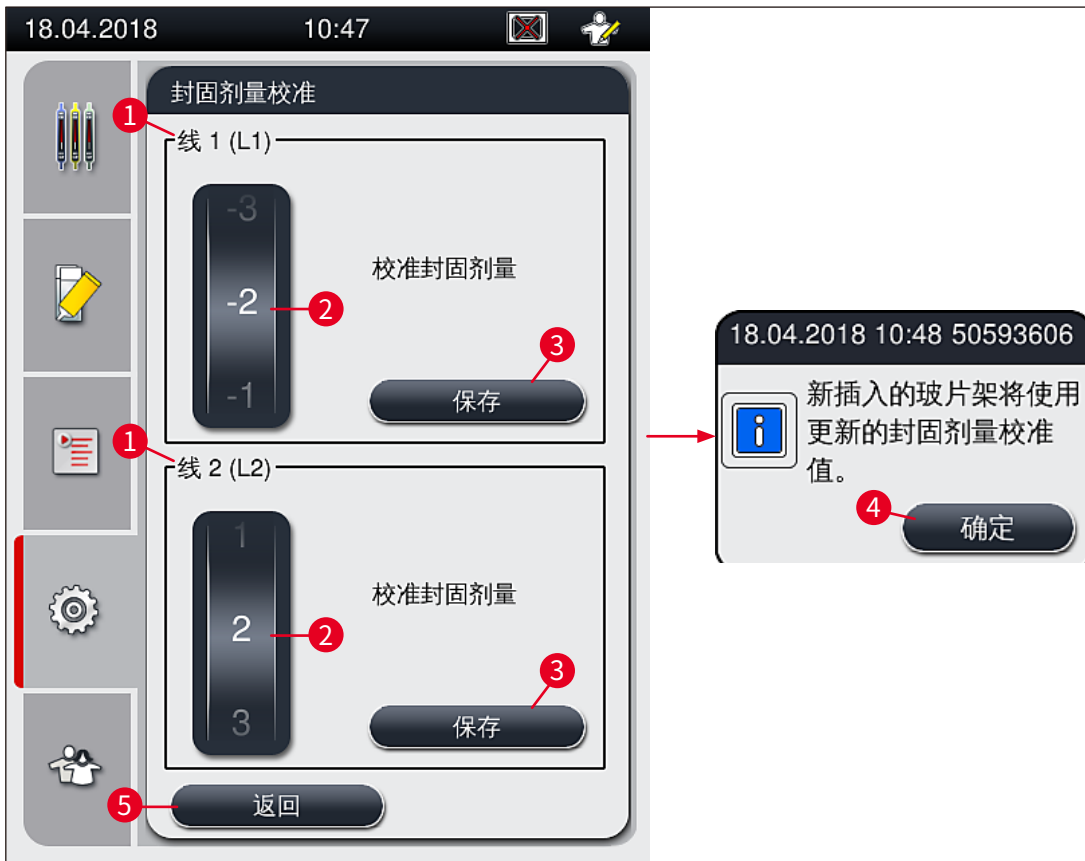 18.04.2018 10:47
封固剂量校准
1
线 1 (L1)
-3
-2
-1
2
校准封固剂量
3
保存
1
线 2 (L2)
1
2
3
2
校准封固剂量
3
保存
5
返回
18.04.2018 10:48 50593606
新插入的玻片架将使用
更新的封固剂量校准
值。
4
确定